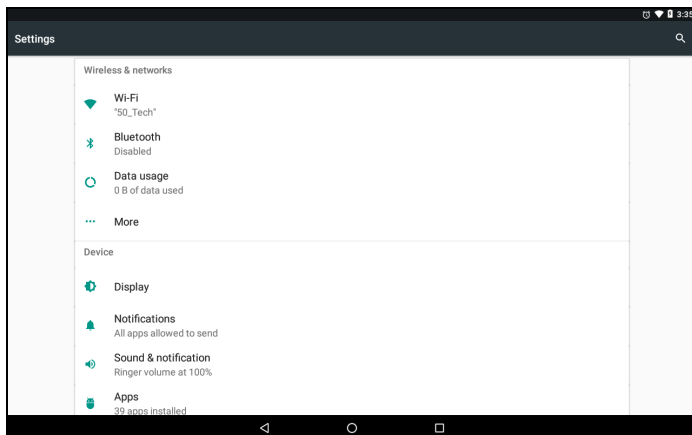 3:35
Settings
Wireless & networks
Wi-Fi
"50_Tech"
Bluetooth
Disabled
Data usage
0 B of data used
More
Device
Display
Notifications
All apps allowed to send
Sound & notification
Ringer volume at 100%
Apps
39 apps installed